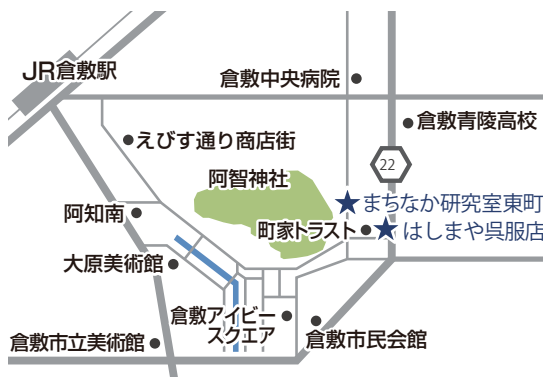 JR倉敷駅
倉敷中央病院
えびす通り商店街
倉敷青陵高校
22
阿智神社
まちなか研究室東町
阿知南
町家トラスト
はしまや呉服店
大原美術館
倉敷アイビー
スクエア
倉敷市立美術館
倉敷市民会館